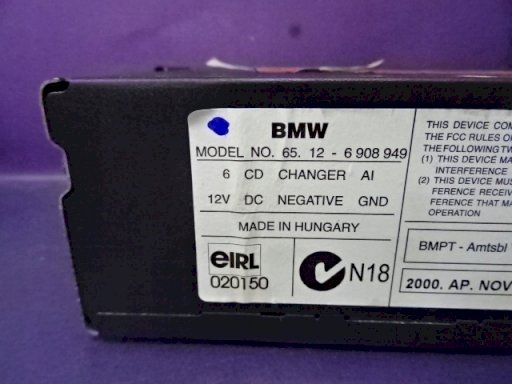 BMW
MODEL NO. 65. 12 - 6 908 949
6 CD CHANGER AI
12V DC NEGATIVE GND
MADE IN HUNGARY
eIRL
020150
N18
THIS DEVICE COM
THE FCC RULES O
THE FOLLOWING TW
(1) THIS DEVICE MA
INTERFERENCE
(2) THIS DEVICE MUS
FERENCE RECEIV
FERENCE THAT MA
OPERATION
BMPT - Amtsbl
2000. AP. NOV